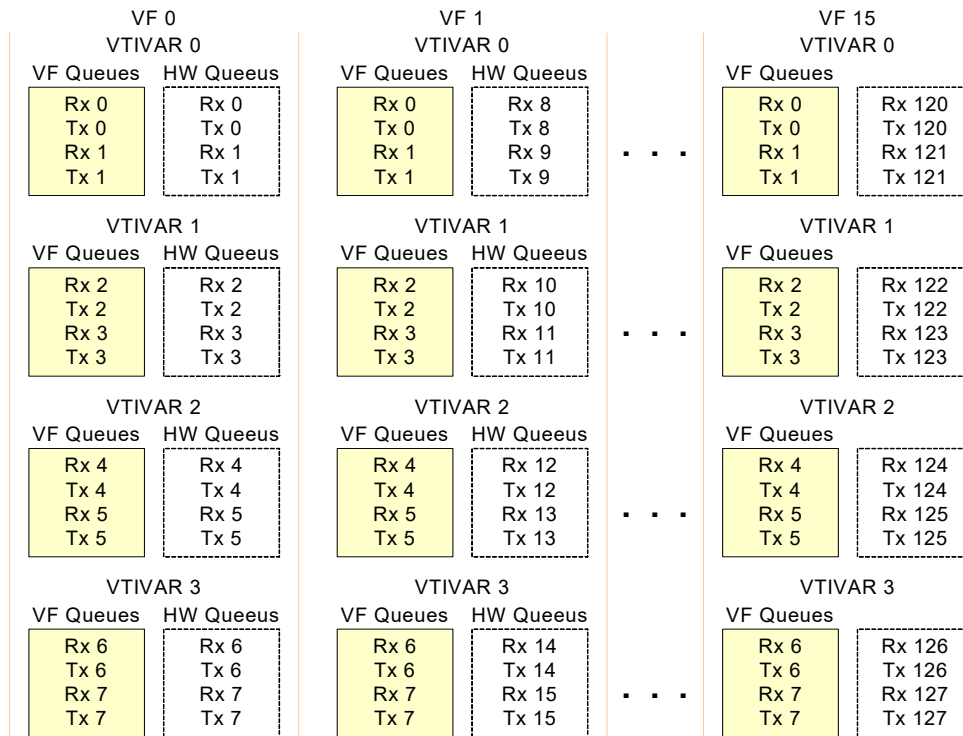 VF 0 VF 1 VF 15
VTIVAR 0 VTIVAR 0 VTIVAR 0
VF Queues HW Queeus VF Queues HW Queeus VF Queues
Rx 0 Rx 0 Rx 0 Rx 8 Rx 0 Rx 120
Tx 0 Tx 0 Tx 0 Tx 8 Tx 0 Tx 120
Rx 1 Rx 1 Rx 1 Rx 9 . . . Rx 1 Rx 121
Tx 1 Tx 1 Tx 1 Tx 9 Tx 1 Tx 121
VTIVAR 1 VTIVAR 1 VTIVAR 1
VF Queues HW Queeus VF Queues HW Queeus VF Queues
Rx 2 Rx 2 Rx 2 Rx 10 Rx 2 Rx 122
Tx 2 Tx 2 Tx 2 Tx 10 Tx 2 Tx 122
Rx 3 Rx 3 Rx 3 Rx 11 . . . Rx 3 Rx 123
Tx 3 Tx 3 Tx 3 Tx 11 Tx 3 Tx 123
VTIVAR 2 VTIVAR 2 VTIVAR 2
VF Queues HW Queeus VF Queues HW Queeus VF Queues
Rx 4 Rx 4 Rx 4 Rx 12 Rx 4 Rx 124
Tx 4 Tx 4 Tx 4 Tx 12 Tx 4 Tx 124
Rx 5 Rx 5 Rx 5 Rx 13 . . . Rx 5 Rx 125
Tx 5 Tx 5 Tx 5 Tx 13 Tx 5 Tx 125
VTIVAR 3 VTIVAR 3 VTIVAR 3
VF Queues HW Queeus VF Queues HW Queeus VF Queues
Rx 6 Rx 6 Rx 6 Rx 14 Rx 6 Rx 126
Tx 6 Tx 6 Tx 6 Tx 14 Tx 6 Tx 126
Rx 7 Rx 7 Rx 7 Rx 15 . . . Rx 7 Rx 127
Tx 7 Tx 7 Tx 7 Tx 15 Tx 7 Tx 127